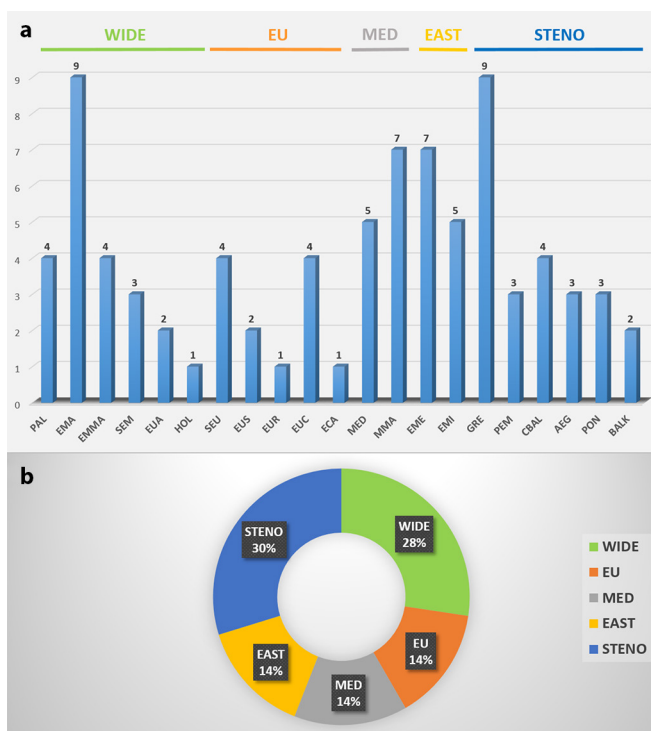 a
WIDE EU MED EAST STENO
9
8
7
6
5
4
3
2
1
0
4 9 4 3 2 1 4 2 1 4 1 5 7 7 5 9 3 4 3 3 2
PAL EMA EMMA SEM EUA HOL SEU EUS EUR EUC ECA MED MMA EME EMI GRE PEM CBAL AEG PON BALK
b
STENO
30%
WIDE
28%
EAST
14%
EU
14%
MED
14%
WIDE
EU
MED
EAST
STENO